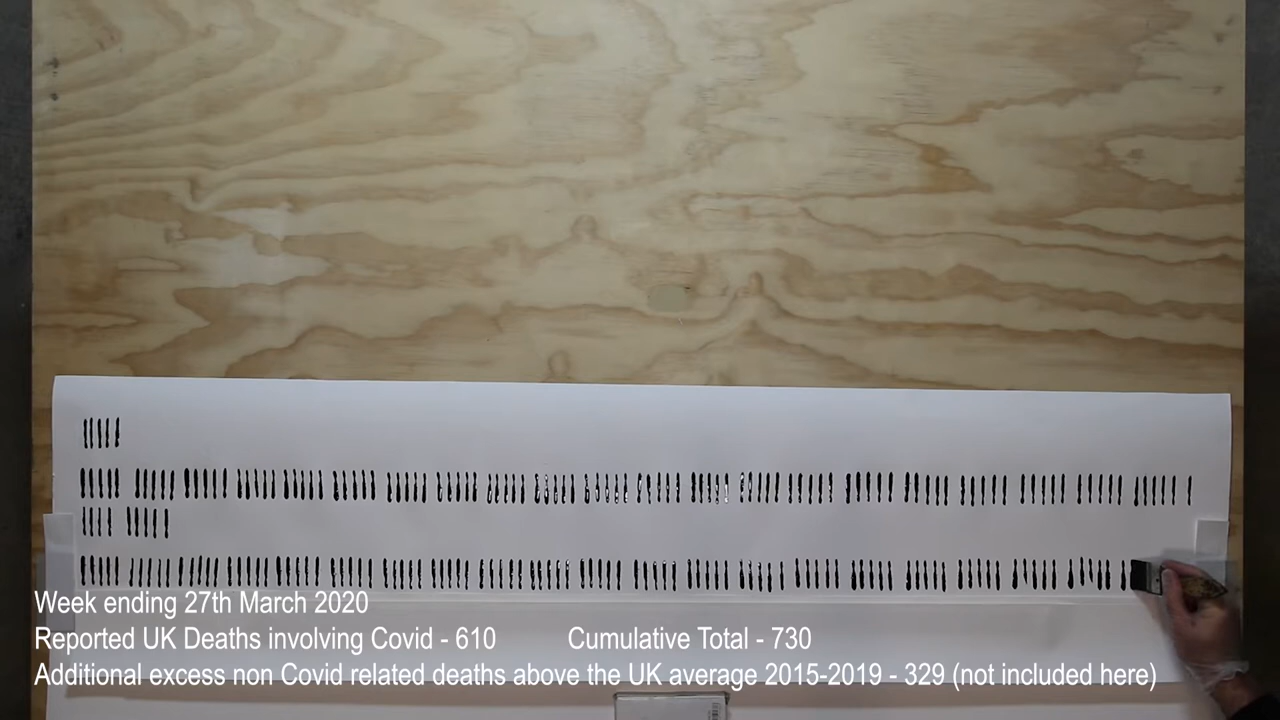 Week ending 27th March 2020
Reported UK Deaths involving Covid - 610 Cumulative Total - 730
Additional excess non Covid related deaths above the UK average 2015-2019 - 329 (not included here)